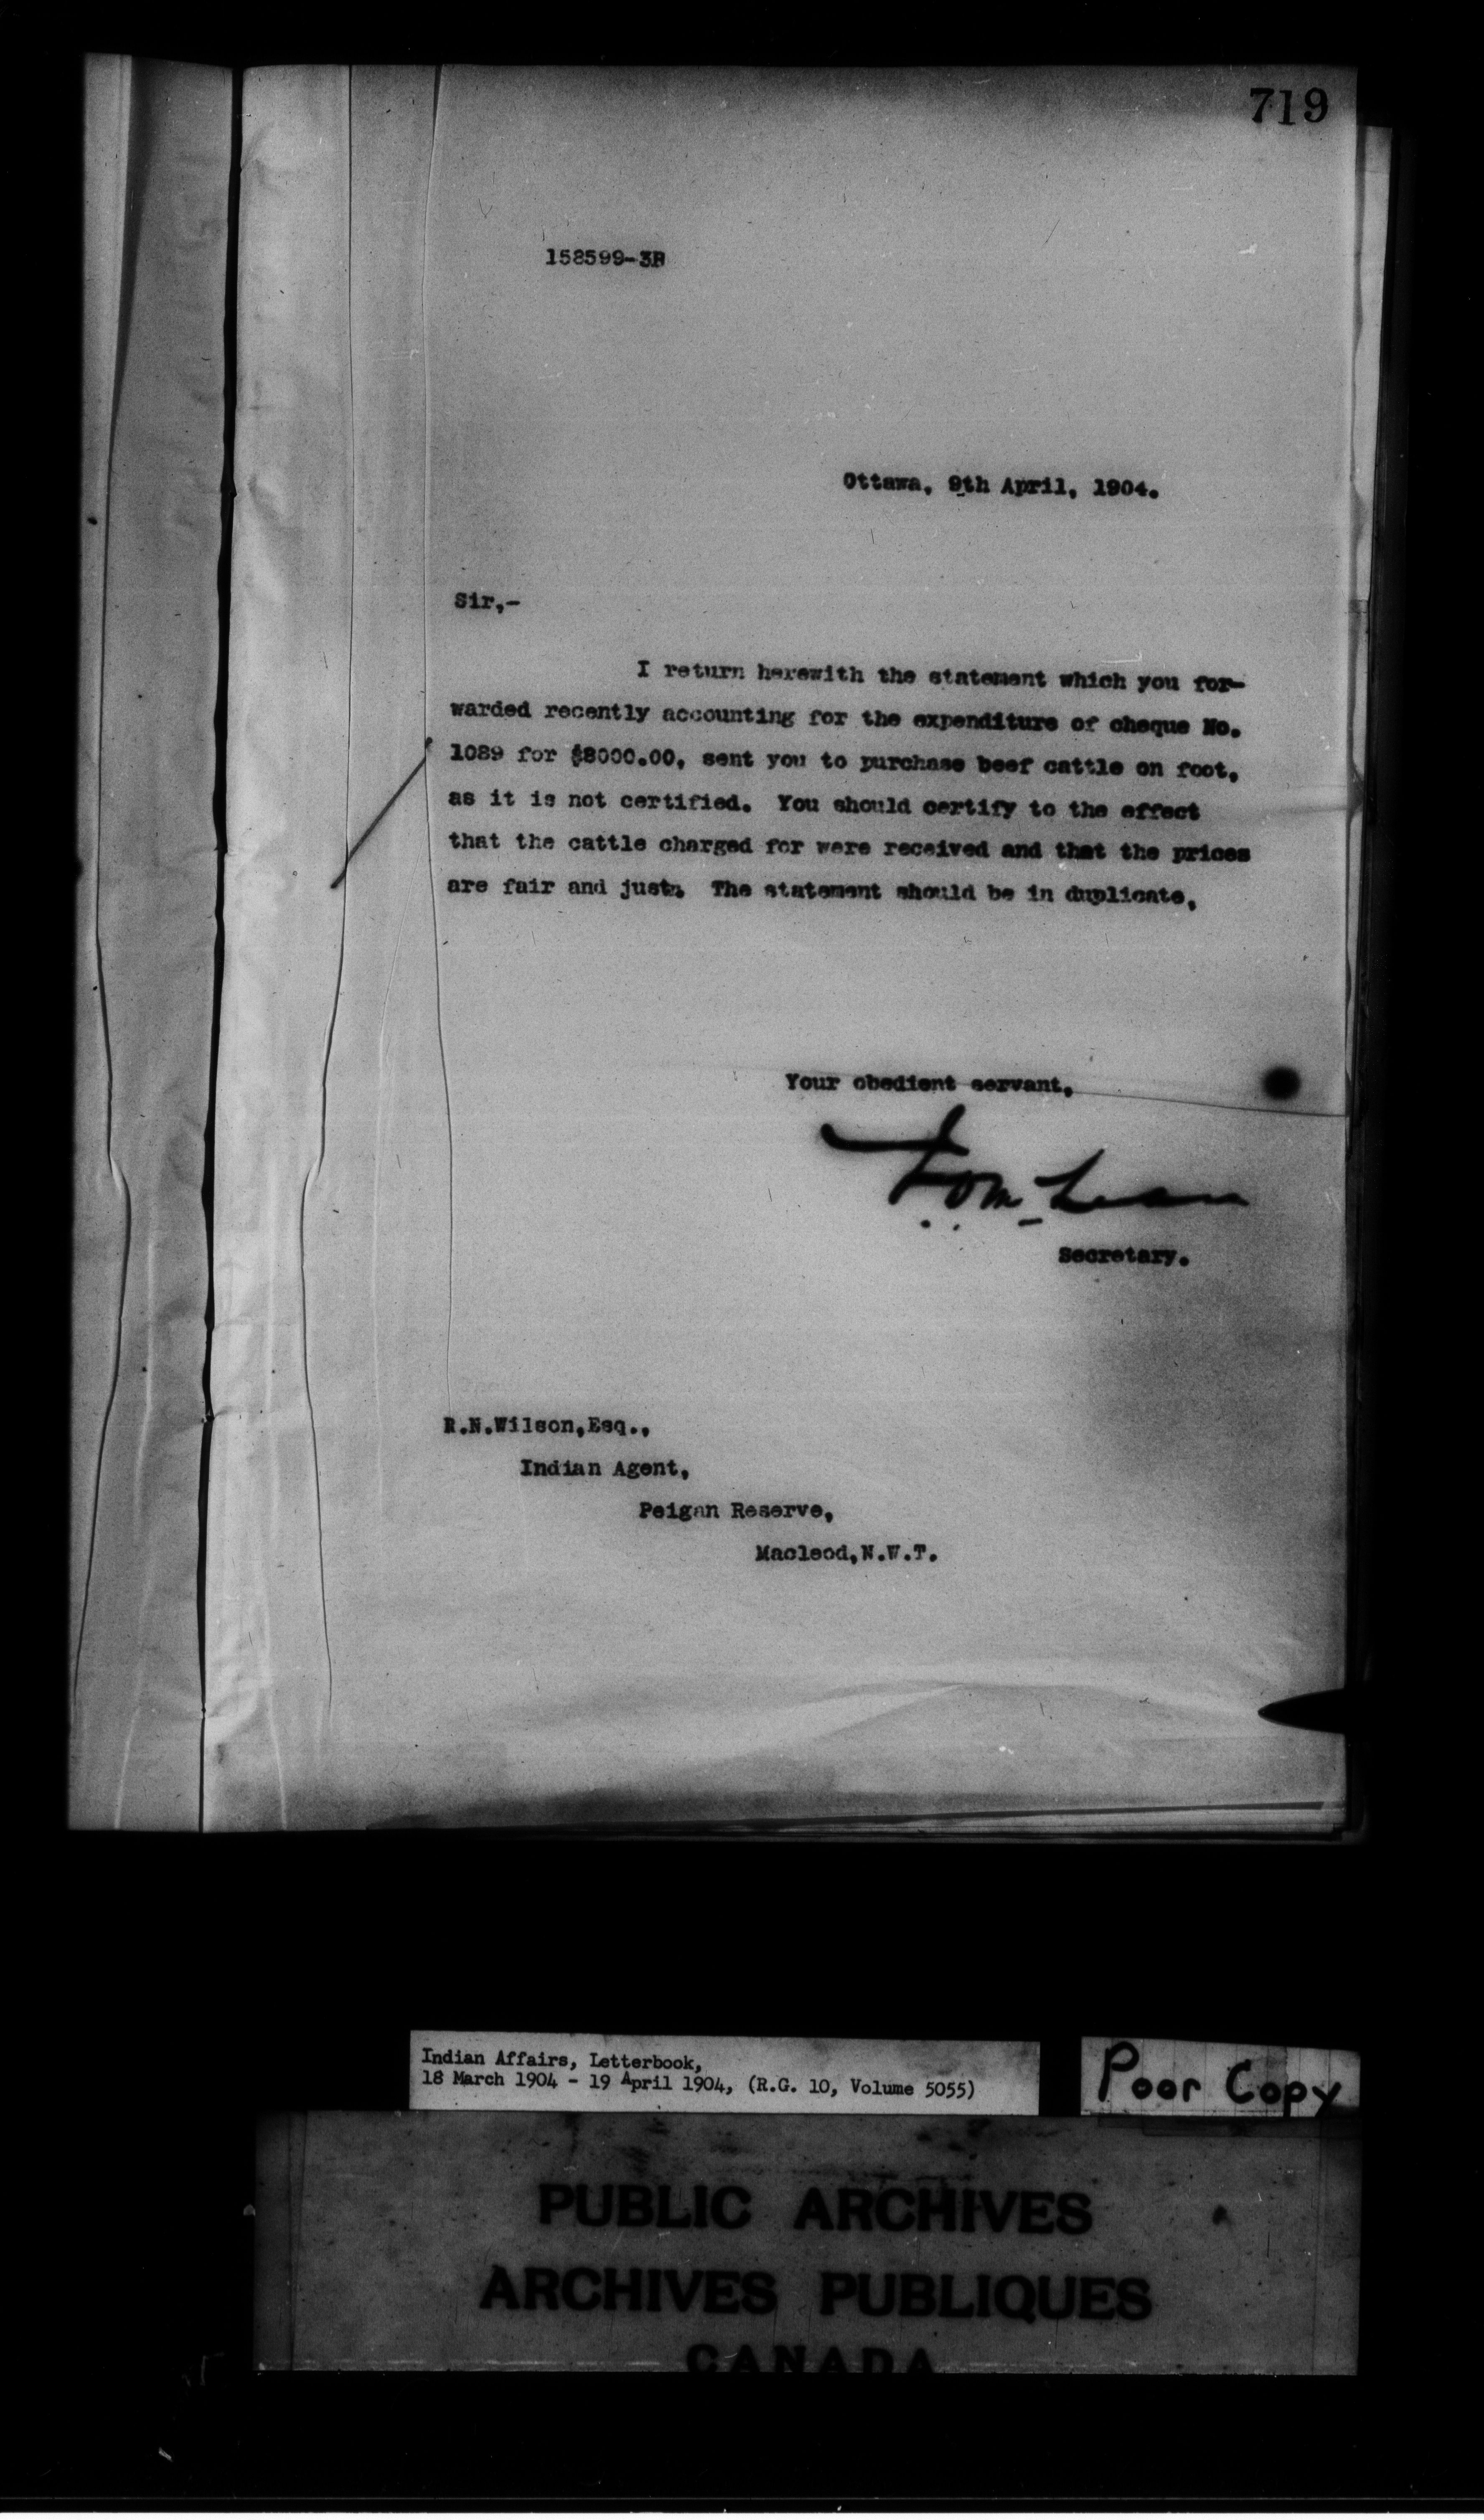 719
158599-3B
Ottawa, 9th April, 1904.
Sir,-
I return herewith the statement which you for-
warded recently accounting for the expenditure of cheque No.
1089 for $8000.00, sent you to purchase beef cattle on foot,
as it is not certified. You should certify to the effect
that the cattle charged for were received and that the prices
are fair and just. The statement should be in duplicate.
Your obedient servant,
Secretary.
R.N.Wilson,Esq.,
Indian Agent,
Peigan Reserve,
Macleod,N.W.T.
Indian Affairs, Letterbook,
18 March 1904 - 19 April 1904, (R.G. 10, Volume 5055)
Poor Copy
PUBLIC ARCHIVES
ARCHIVES PUBLIQUES
CANADA